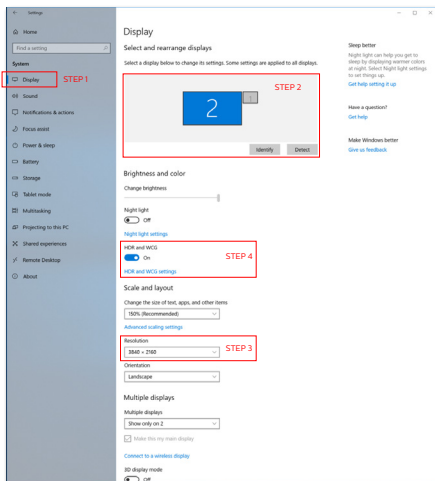 Settings
Home
Find a setting
System
Display
STEP 1
Sound
Notifications & actions
Focus assist
Power & sleep
Battery
Storage
Tablet mode
Multitasking
Projecting to this PC
Shared experiences
Remote Desktop
About
Display
Select and rearrange displays
Select a display below to change its settings. Some settings are applied to all displays.
STEP 2
2
1
Identify
Detect
Brightness and color
Change brightness
Night light
Off
Night light settings
HDR and WCG
On
STEP 4
HDR and WCG settings
Scale and layout
Change the size of text, apps, and other items
150% (Recommended)
Advanced scaling settings
Resolution
3840 × 2160
STEP 3
Orientation
Landscape
Multiple displays
Multiple displays
Show only on 2
Make this my main display
Connect to a wireless display
3D display mode
Off
Sleep better
Night light can help you get to
sleep by displaying warmer colors
at night. Select Night light settings
to set things up.
Get help setting it up
Have a question?
Get help
Make Windows better
Give us feedback